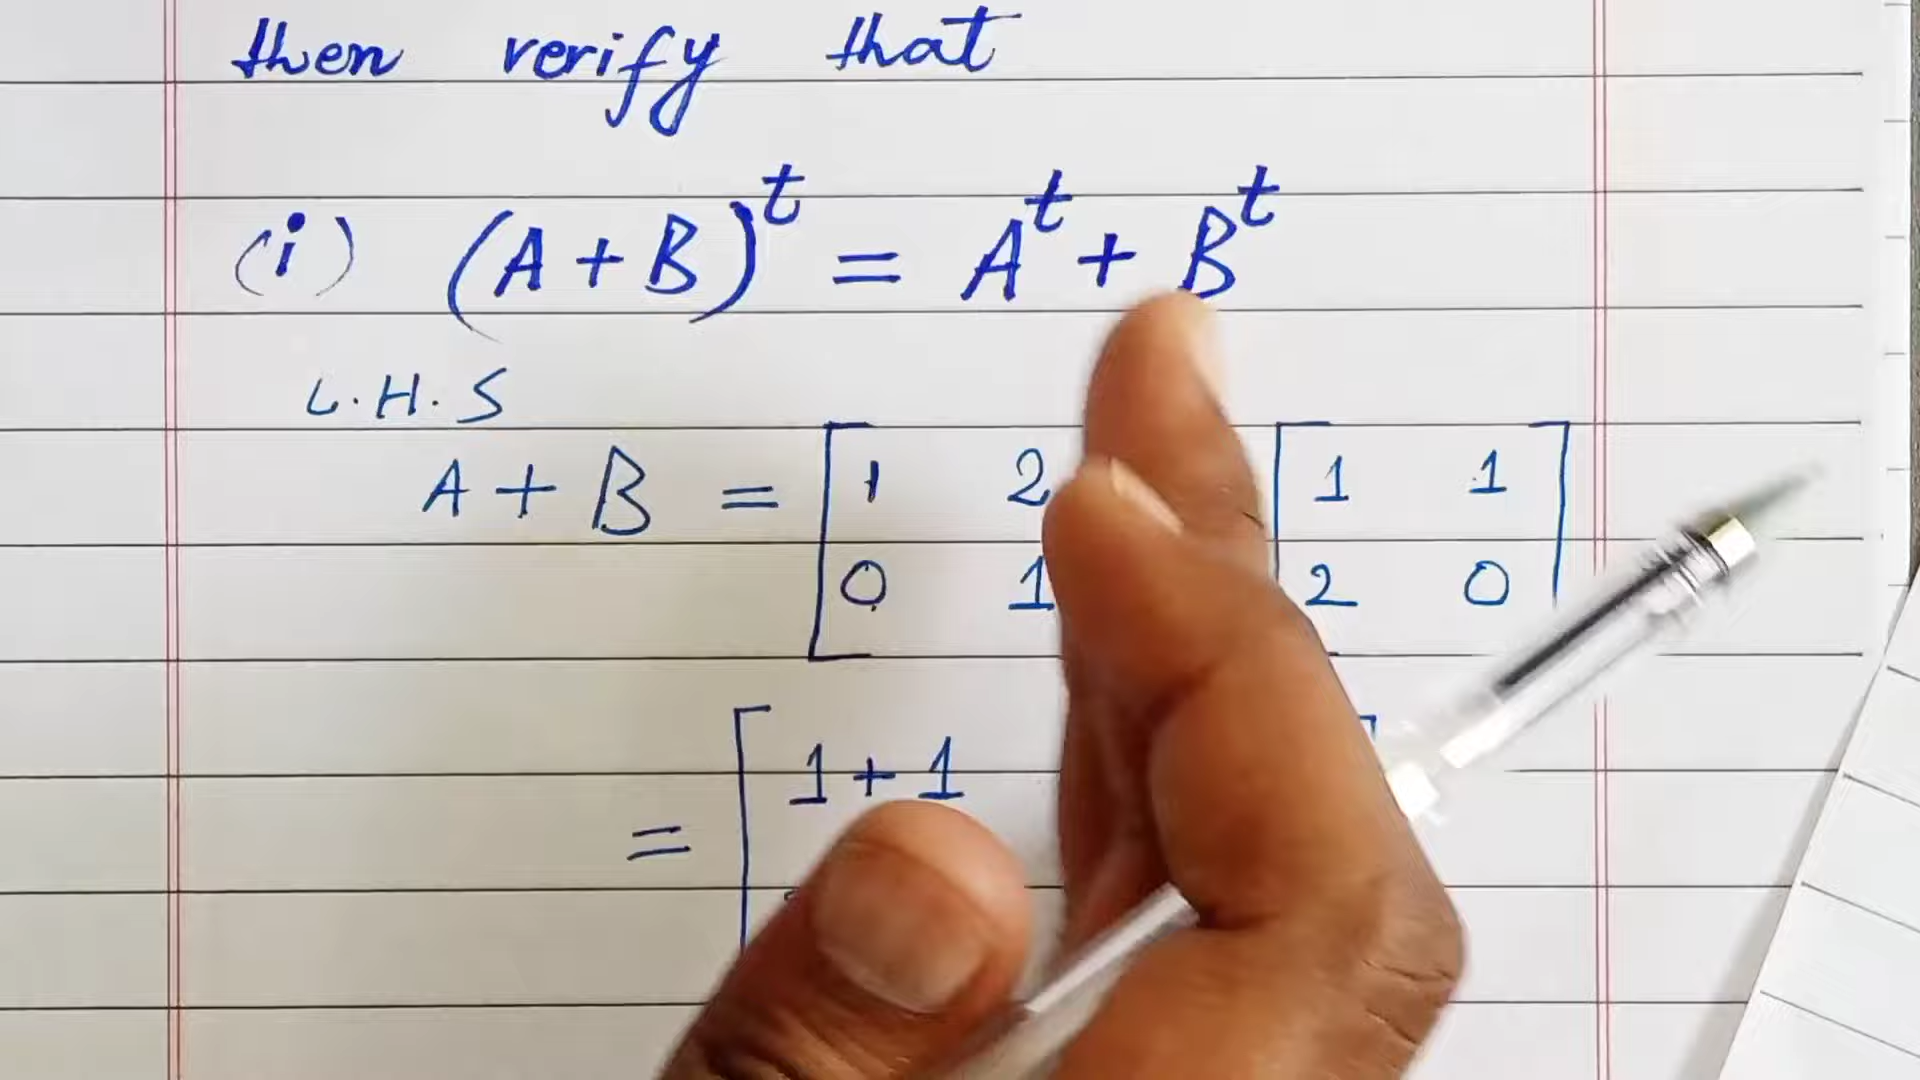 then verify that
(i) (A + B)^t = A^t + B^t
L.H.S
A + B = [1 2 [1 1]
0 1 2 0
= [1 + 1